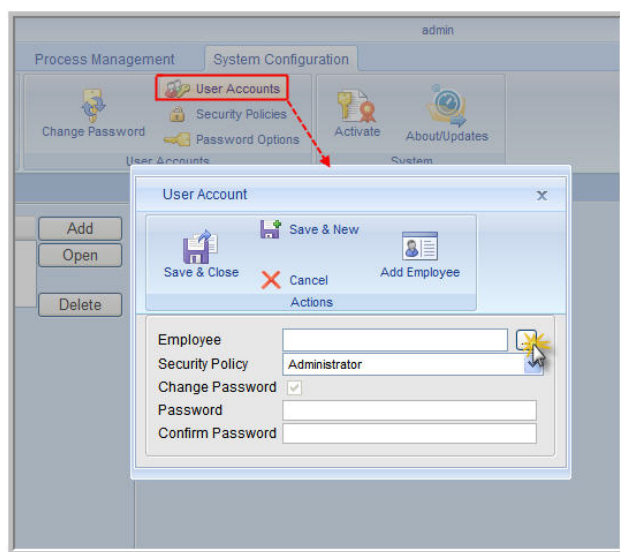 admin
Process Management System Configuration
User Accounts
Security Policies
Change Password
Password Options
Activate
About/Updates
User Accounts
System
User Account
x
Add
Open
Delete
Save & New
Save & Close
Cancel
Add Employee
Actions
Employee
Security Policy Administrator
Change Password
Password
Confirm Password